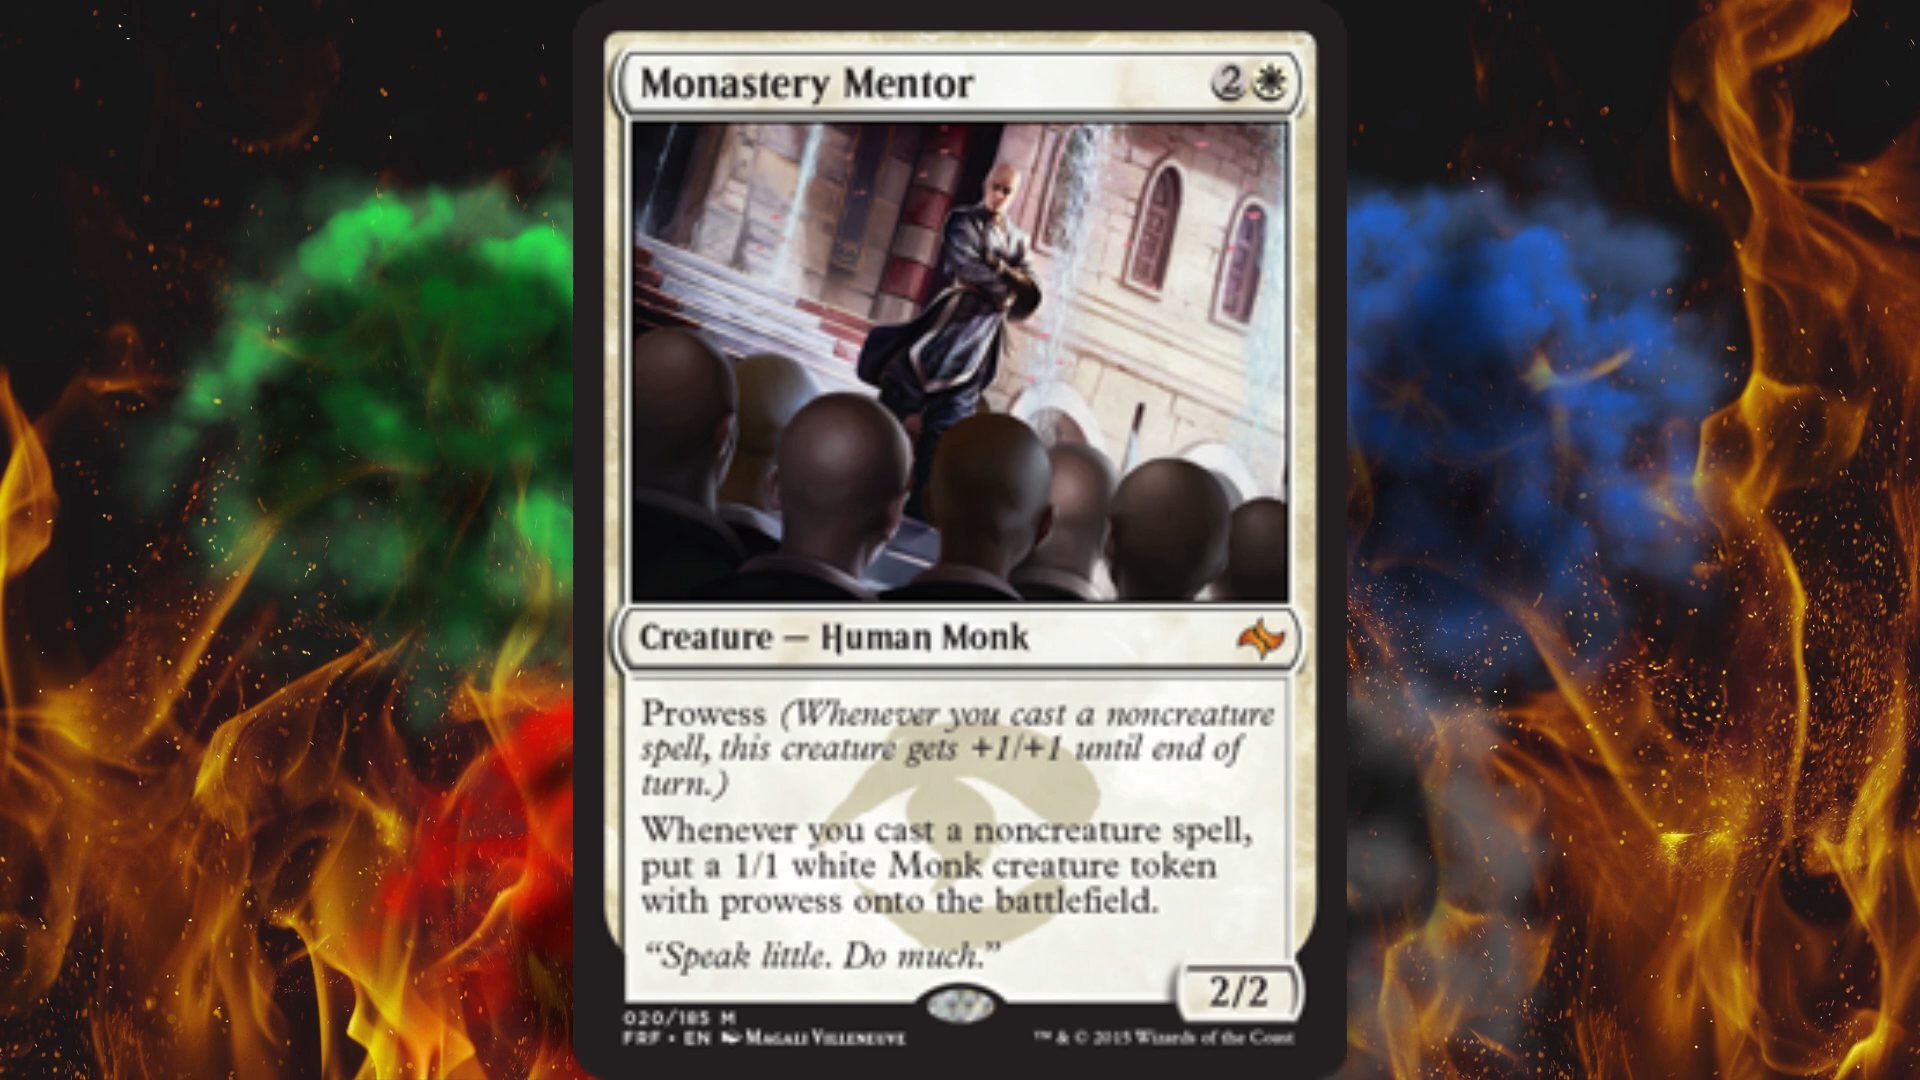 Monastery Mentor 2
Creature — Human Monk
Prowess (Whenever you cast a noncreature
spell, this creature gets +1/+1 until end of
turn.)
Whenever you cast a noncreature spell,
put a 1/1 white Monk creature token
with prowess onto the battlefield.
“Speak little. Do much.”
2/2
020/185 M
FRF • EN Magali Villeneuve
™ & © 2015 Wizards of the Coast